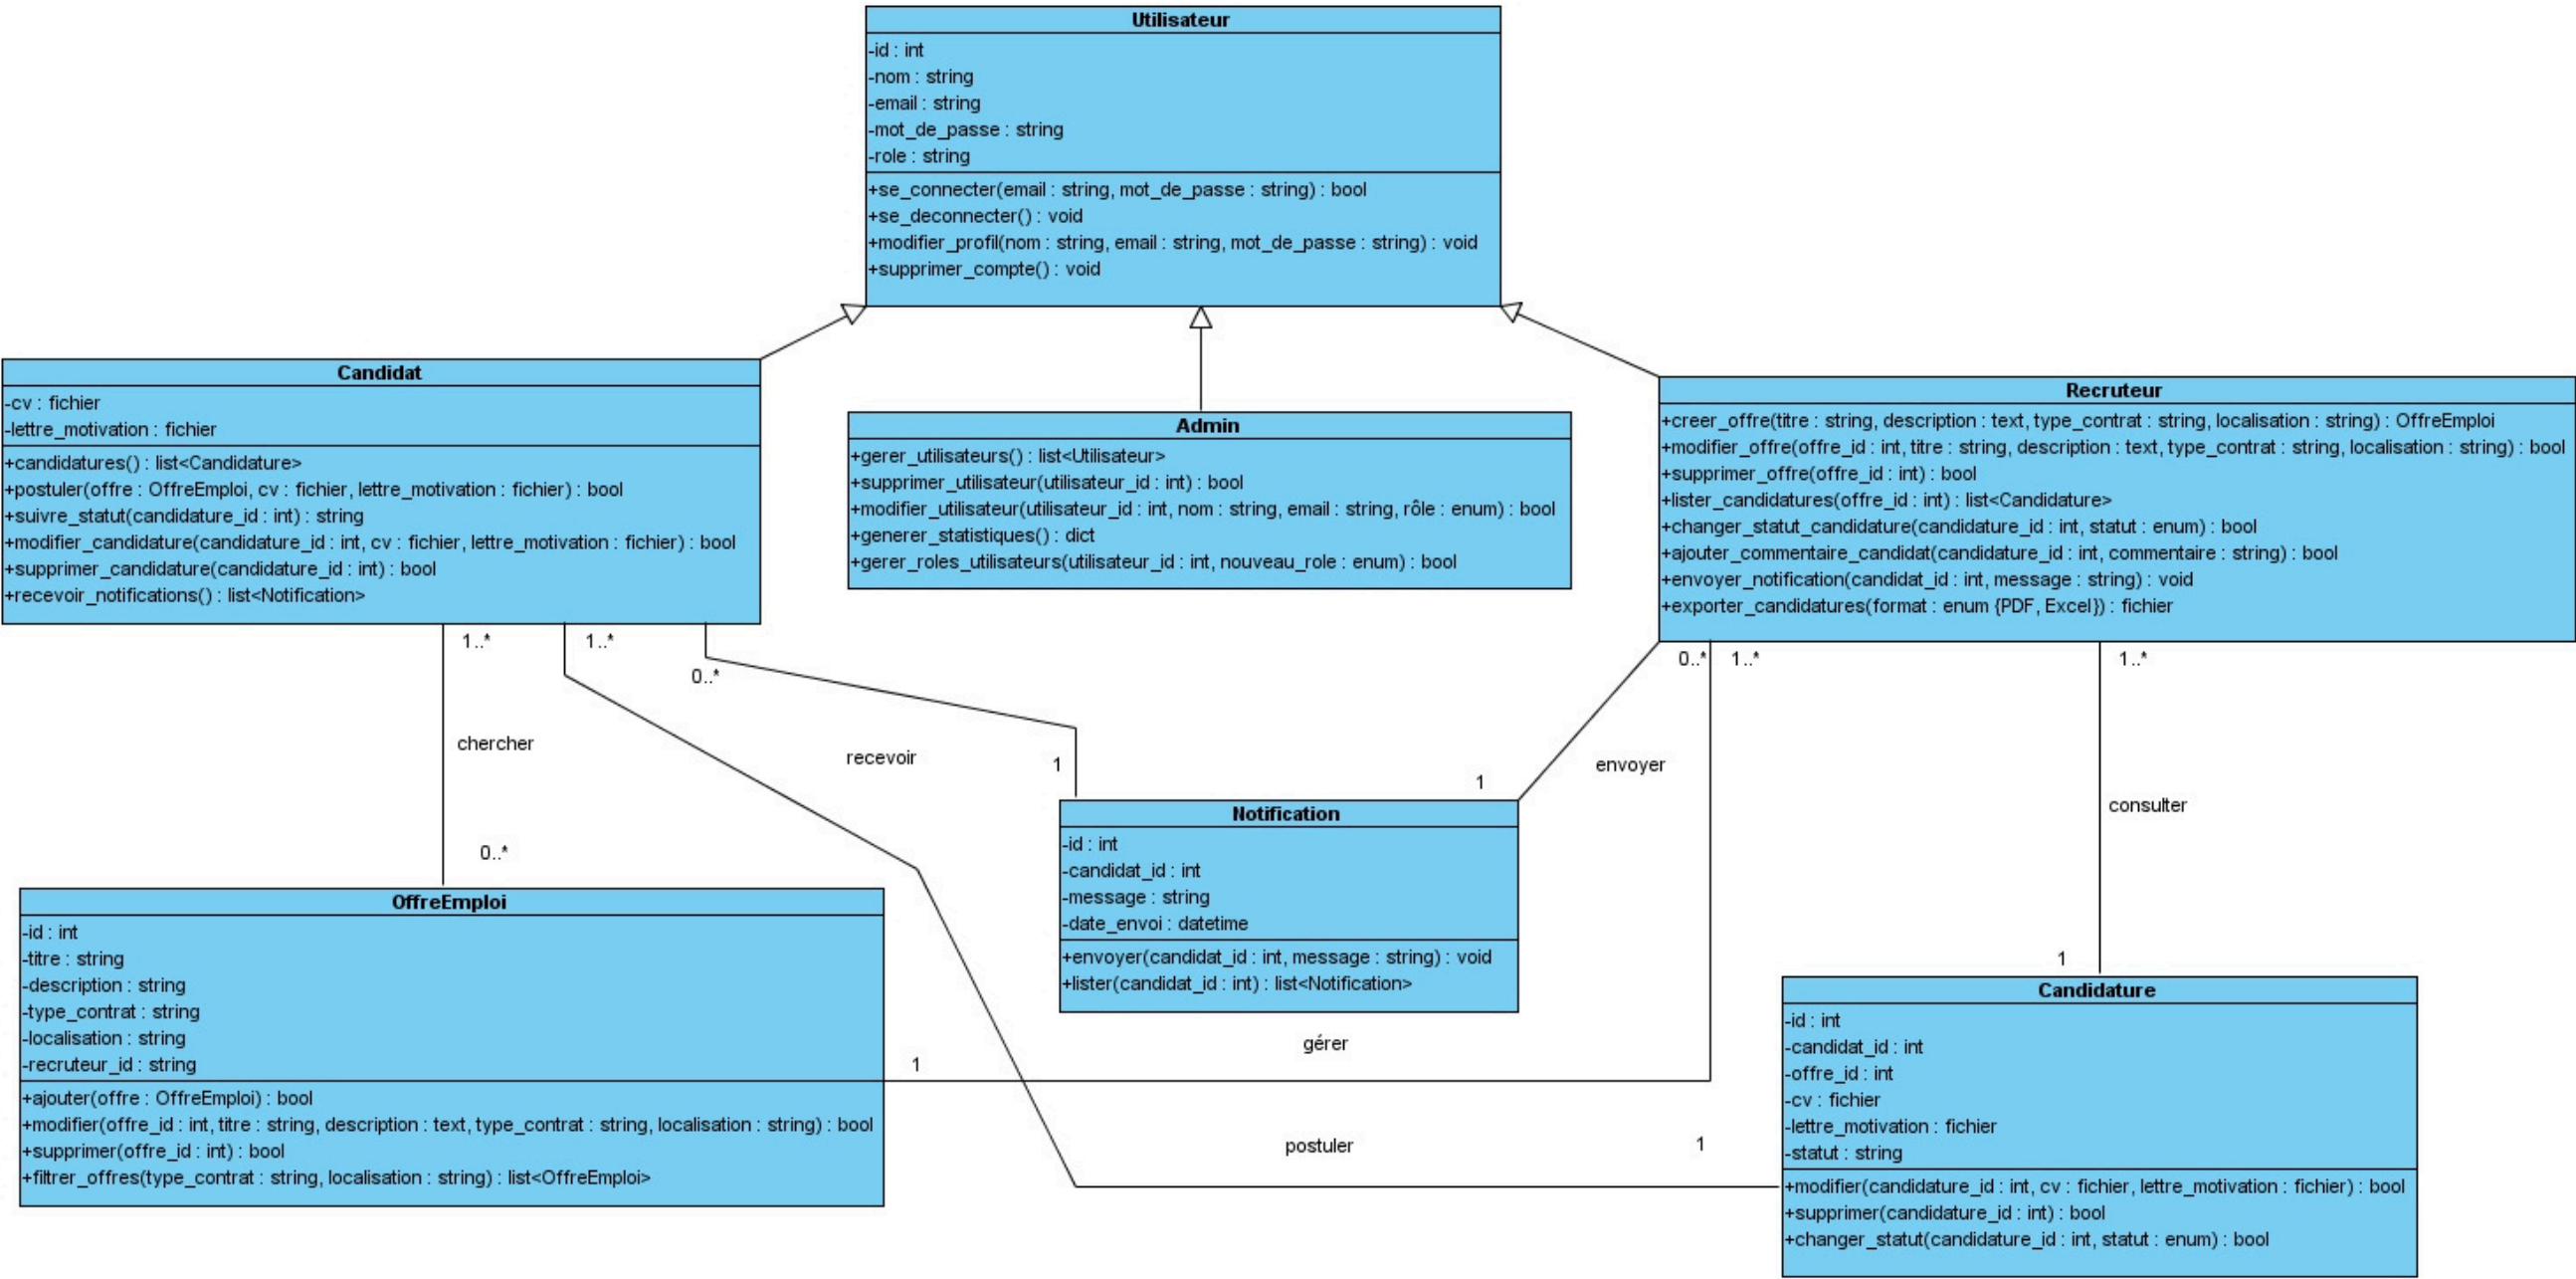 Utilisateur
-id : int
-nom : string
-email : string
-mot_de_passe : string
-role : string
+se_connecter(email : string, mot_de_passe : string) : bool
+se_deconnecter() : void
+modifier_profil(nom : string, email : string, mot_de_passe : string) : void
+supprimer_compte() : void
Candidat
-cv : fichier
-lettre_motivation : fichier
+candidatures() : list<Candidature>
+postuler(offre : OffreEmploi, cv : fichier, lettre_motivation : fichier) : bool
+suivre_statut(candidature_id : int) : string
+modifier_candidature(candidature_id : int, cv : fichier, lettre_motivation : fichier) : bool
+supprimer_candidature(candidature_id : int) : bool
+recevoir_notifications() : list<Notification>
Admin
+gerer_utilisateurs() : list<Utilisateur>
+supprimer_utilisateur(utilisateur_id : int) : bool
+modifier_utilisateur(utilisateur_id : int, nom : string, email : string, rôle : enum) : bool
+generer_statistiques() : dict
+gerer_roles_utilisateurs(utilisateur_id : int, nouveau_role : enum) : bool
Recruteur
+creer_offre(titre : string, description : text, type_contrat : string, localisation : string) : OffreEmploi
+modifier_offre(offre_id : int, titre : string, description : text, type_contrat : string, localisation : string) : bool
+supprimer_offre(offre_id : int) : bool
+lister_candidatures(offre_id : int) : list<Candidature>
+changer_statut_candidature(candidature_id : int, statut : enum) : bool
+ajouter_commentaire_candidat(candidature_id : int, commentaire : string) : bool
+envoyer_notification(candidat_id : int, message : string) : void
+exporter_candidatures(format : enum {PDF, Excel}) : fichier
1..*
1..*
0..*
0..*
1..*
1..*
chercher
recevoir
1
1
envoyer
consulter
0..*
Notification
-id : int
-candidat_id : int
-message : string
-date_envoi : datetime
+envoyer(candidat_id : int, message : string) : void
+lister(candidat_id : int) : list<Notification>
OffreEmploi
-id : int
-titre : string
-description : string
-type_contrat : string
-localisation : string
-recruteur_id : string
+ajouter(offre : OffreEmploi) : bool
+modifier(offre_id : int, titre : string, description : text, type_contrat : string, localisation : string) : bool
+supprimer(offre_id : int) : bool
+filtrer_offres(type_contrat : string, localisation : string) : list<OffreEmploi>
1
gérer
postuler
1
1
Candidature
-id : int
-candidat_id : int
-offre_id : int
-cv : fichier
-lettre_motivation : fichier
-statut : string
+modifier(candidature_id : int, cv : fichier, lettre_motivation : fichier) : bool
+supprimer(candidature_id : int) : bool
+changer_statut(candidature_id : int, statut : enum) : bool